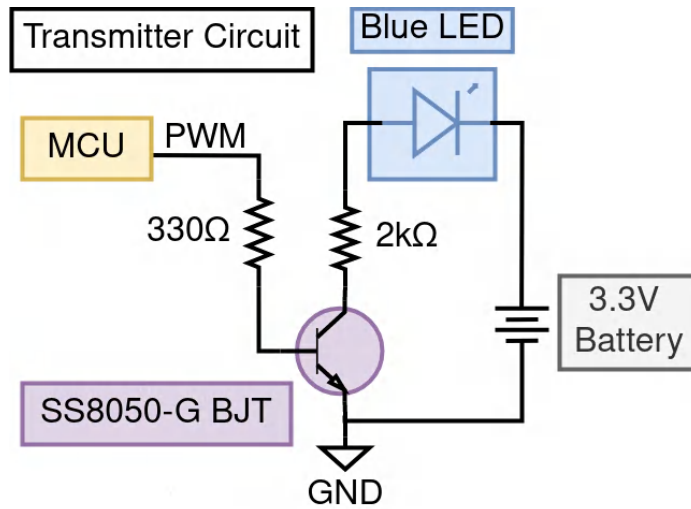 Transmitter Circuit
Blue LED
MCU
PWM
330Ω
2kΩ
3.3V
Battery
SS8050-G BJT
GND